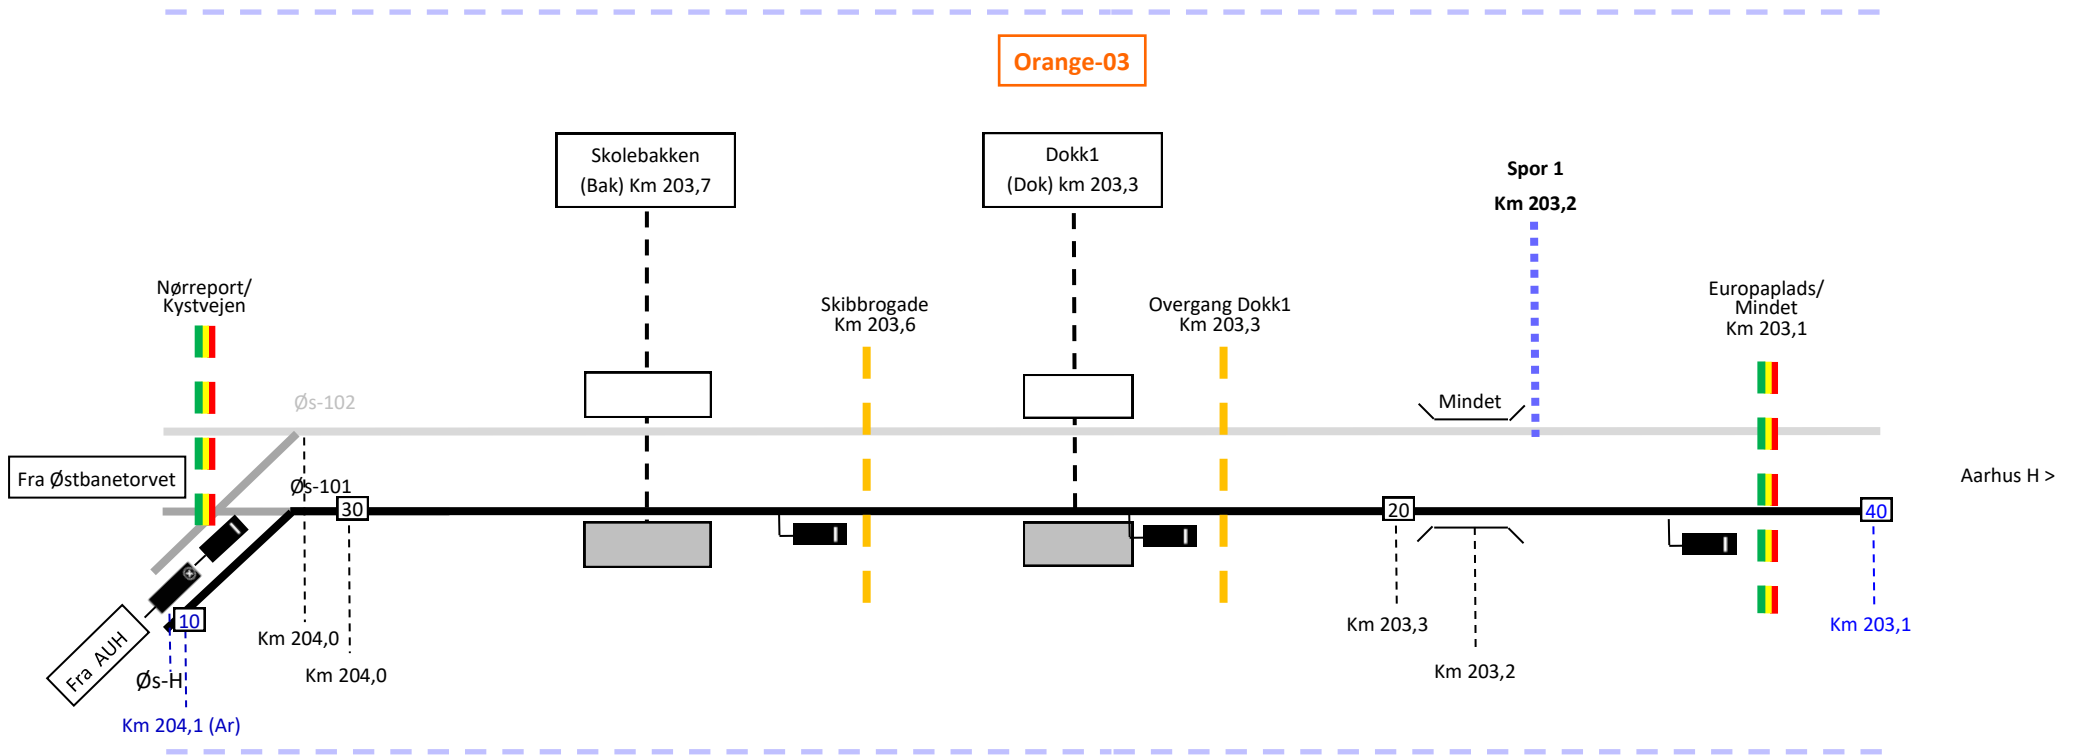 Orange-03
Skolebakken
(Bak) Km 203,7
Dokk1
(Dok) km 203,3
Spor 1
Km 203,2
Nørreport/
Kystvejen
Skibbrogade
Km 203,6
Overgang Dokk1
Km 203,3
Europaplads/
Mindet
Km 203,1
Øs-102
Mindet
Fra Østbanetorvet
Øs-101
Aarhus H >
30
20
40
10
Fra AUH
Km 204,0
Km 203,3
Km 203,1
Øs-H
Km 204,0
Km 203,2
Km 204,1 (Ar)